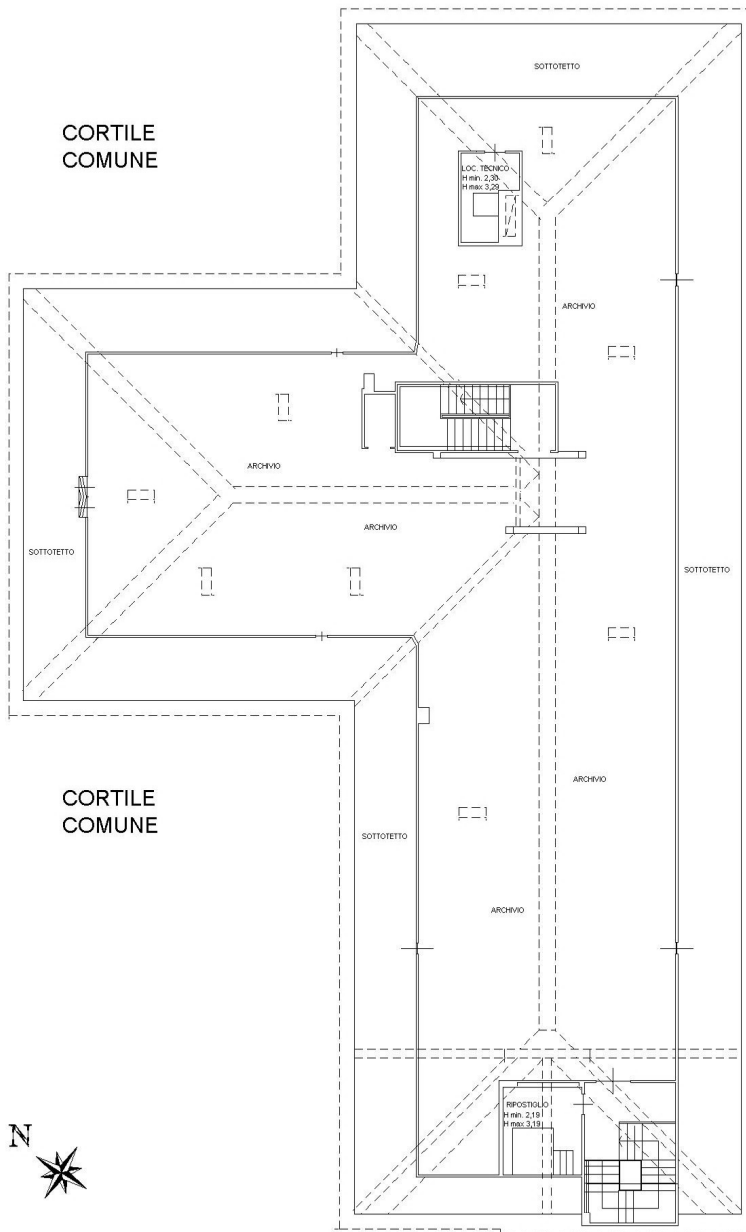 SOTTOTETTO
CORTILE
COMUNE
LOC. TECNICO
H min. 2,30
H max 3,29
ARCHIVIO
ARCHIVIO
ARCHIVIO
SOTTOTETTO
SOTTOTETTO
ARCHIVIO
CORTILE
COMUNE
SOTTOTETTO
ARCHIVIO
RIPOSTIGLIO
H min. 2,19
H max 3,19
N